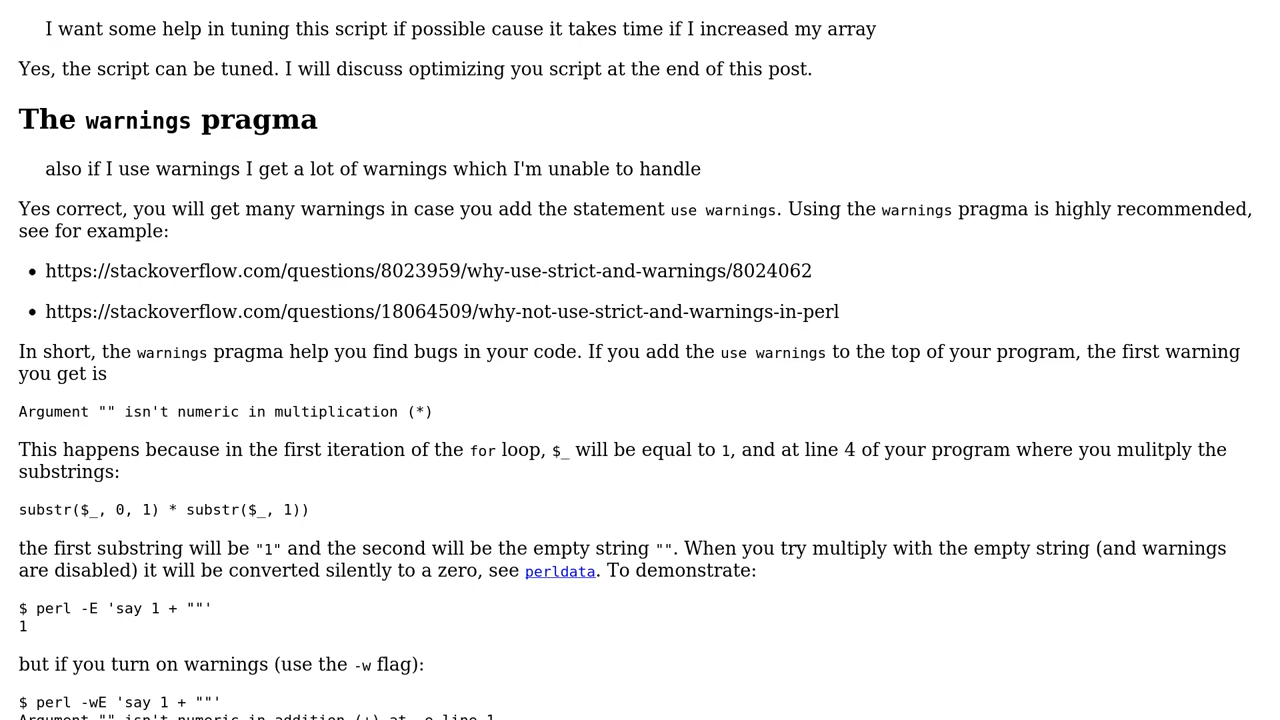 I want some help in tuning this script if possible cause it takes time if I increased my array
Yes, the script can be tuned. I will discuss optimizing you script at the end of this post.
The warnings pragma
also if I use warnings I get a lot of warnings which I'm unable to handle
Yes correct, you will get many warnings in case you add the statement use warnings. Using the warnings pragma is highly recommended,
see for example:
• https://stackoverflow.com/questions/8023959/why-use-strict-and-warnings/8024062
• https://stackoverflow.com/questions/18064509/why-not-use-strict-and-warnings-in-perl
In short, the warnings pragma help you find bugs in your code. If you add the use warnings to the top of your program, the first warning
you get is
Argument "" isn't numeric in multiplication (*)
This happens because in the first iteration of the for loop, $_ will be equal to 1, and at line 4 of your program where you mulitply the
substrings:
substr($_, 0, 1) * substr($_, 1))
the first substring will be "1" and the second will be the empty string "". When you try multiply with the empty string (and warnings
are disabled) it will be converted silently to a zero, see perldata. To demonstrate:
$ perl -E 'say 1 + ""'
1
but if you turn on warnings (use the -w flag):
$ perl -wE 'say 1 + ""'
Argument "" isn't numeric in addition (+) at -e line 1.